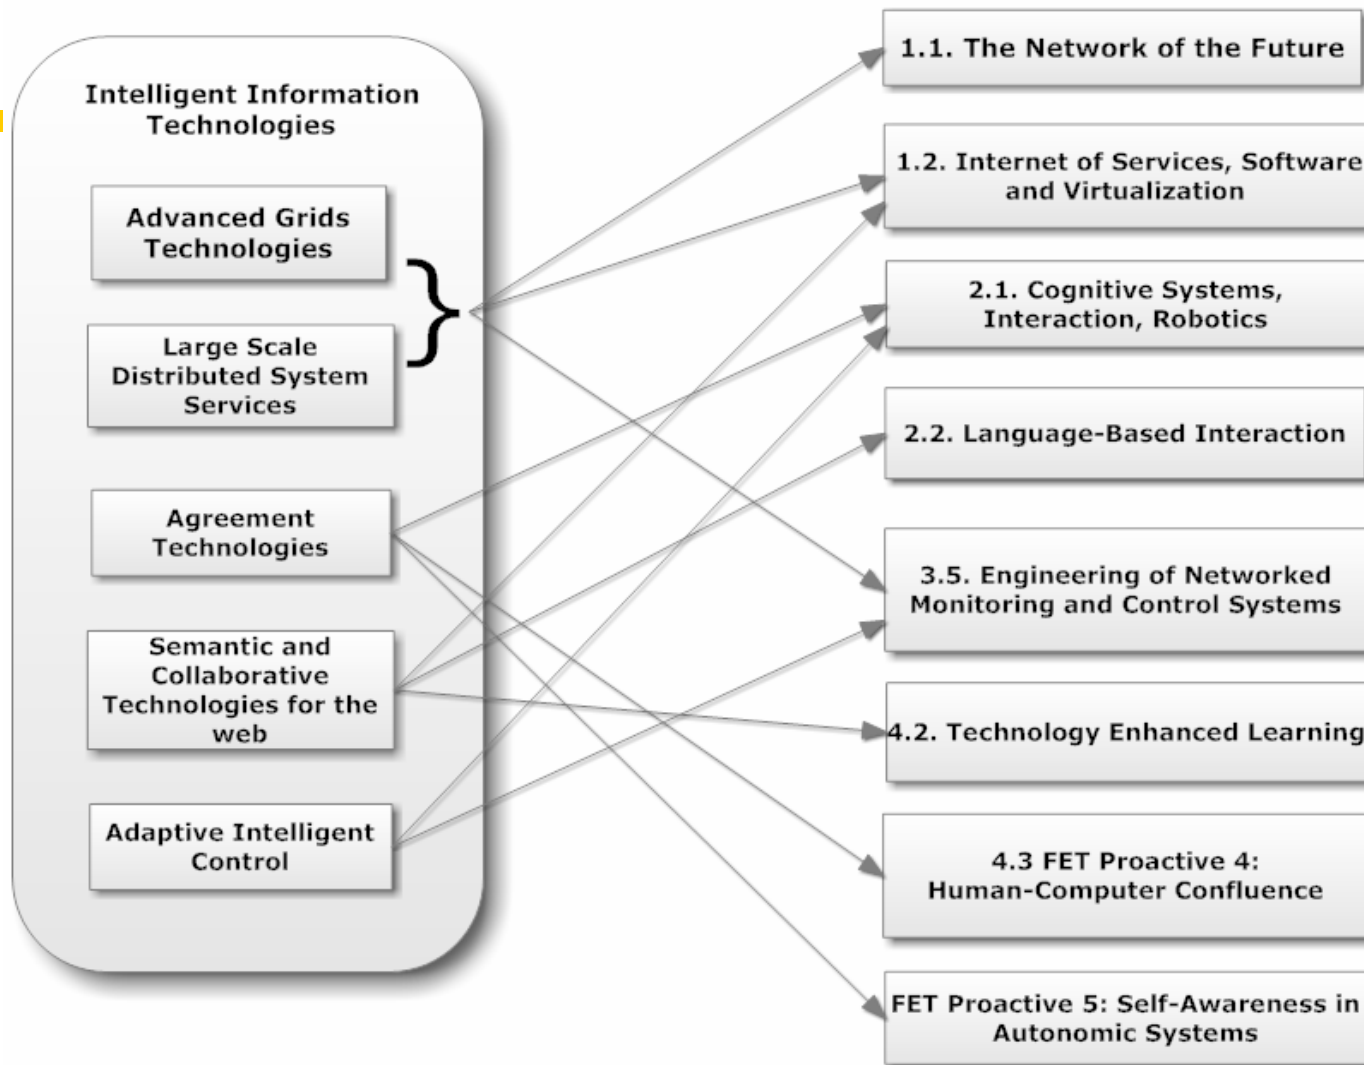 Intelligent Information
Technologies
Advanced Grids
Technologies
Large Scale
Distributed System
Services
Agreement
Technologies
Semantic and
Collaborative
Technologies for the
web
Adaptive Intelligent
Control
1.1. The Network of the Future
1.2. Internet of Services, Software
and Virtualization
2.1. Cognitive Systems,
Interaction, Robotics
2.2. Language-Based Interaction
3.5. Engineering of Networked
Monitoring and Control Systems
4.2. Technology Enhanced Learning
4.3 FET Proactive 4:
Human-Computer Confluence
FET Proactive 5: Self-Awareness in
Autonomic Systems